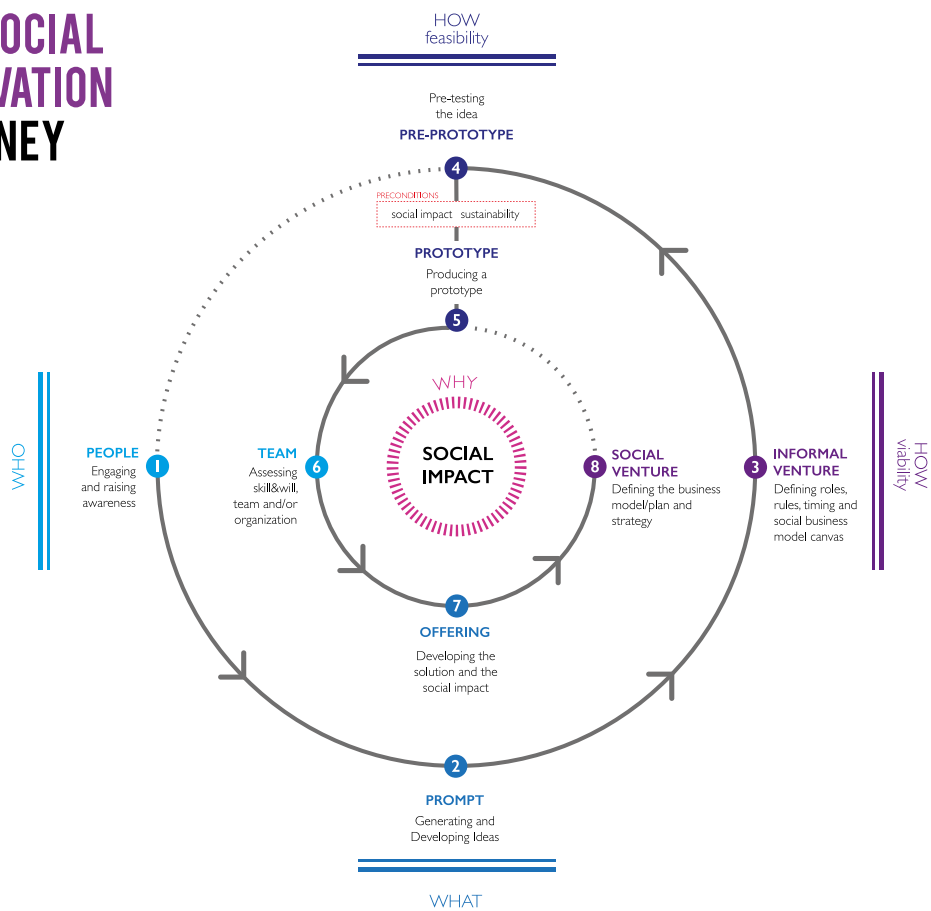 OCIAL
VATION
NEY
HOW
feasibility
Pre-testing
the idea
PRE-PROTOTYPE
4
PRECONDITIONS
social impact sustainability
PROTOTYPE
Producing a
prototype
5
WHY
SOCIAL
IMPACT
WHO
PEOPLE
Engaging
and raising
awareness
1
TEAM
Assessing
skill&will,
team and/or
organization
6
8
SOCIAL
VENTURE
Defining the business
model/plan and
strategy
3
INFORMAL
VENTURE
Defining roles,
rules, timing and
social business
model canvas
HOW
viability
7
OFFERING
Developing the
solution and the
social impact
2
PROMPT
Generating and
Developing Ideas
WHAT